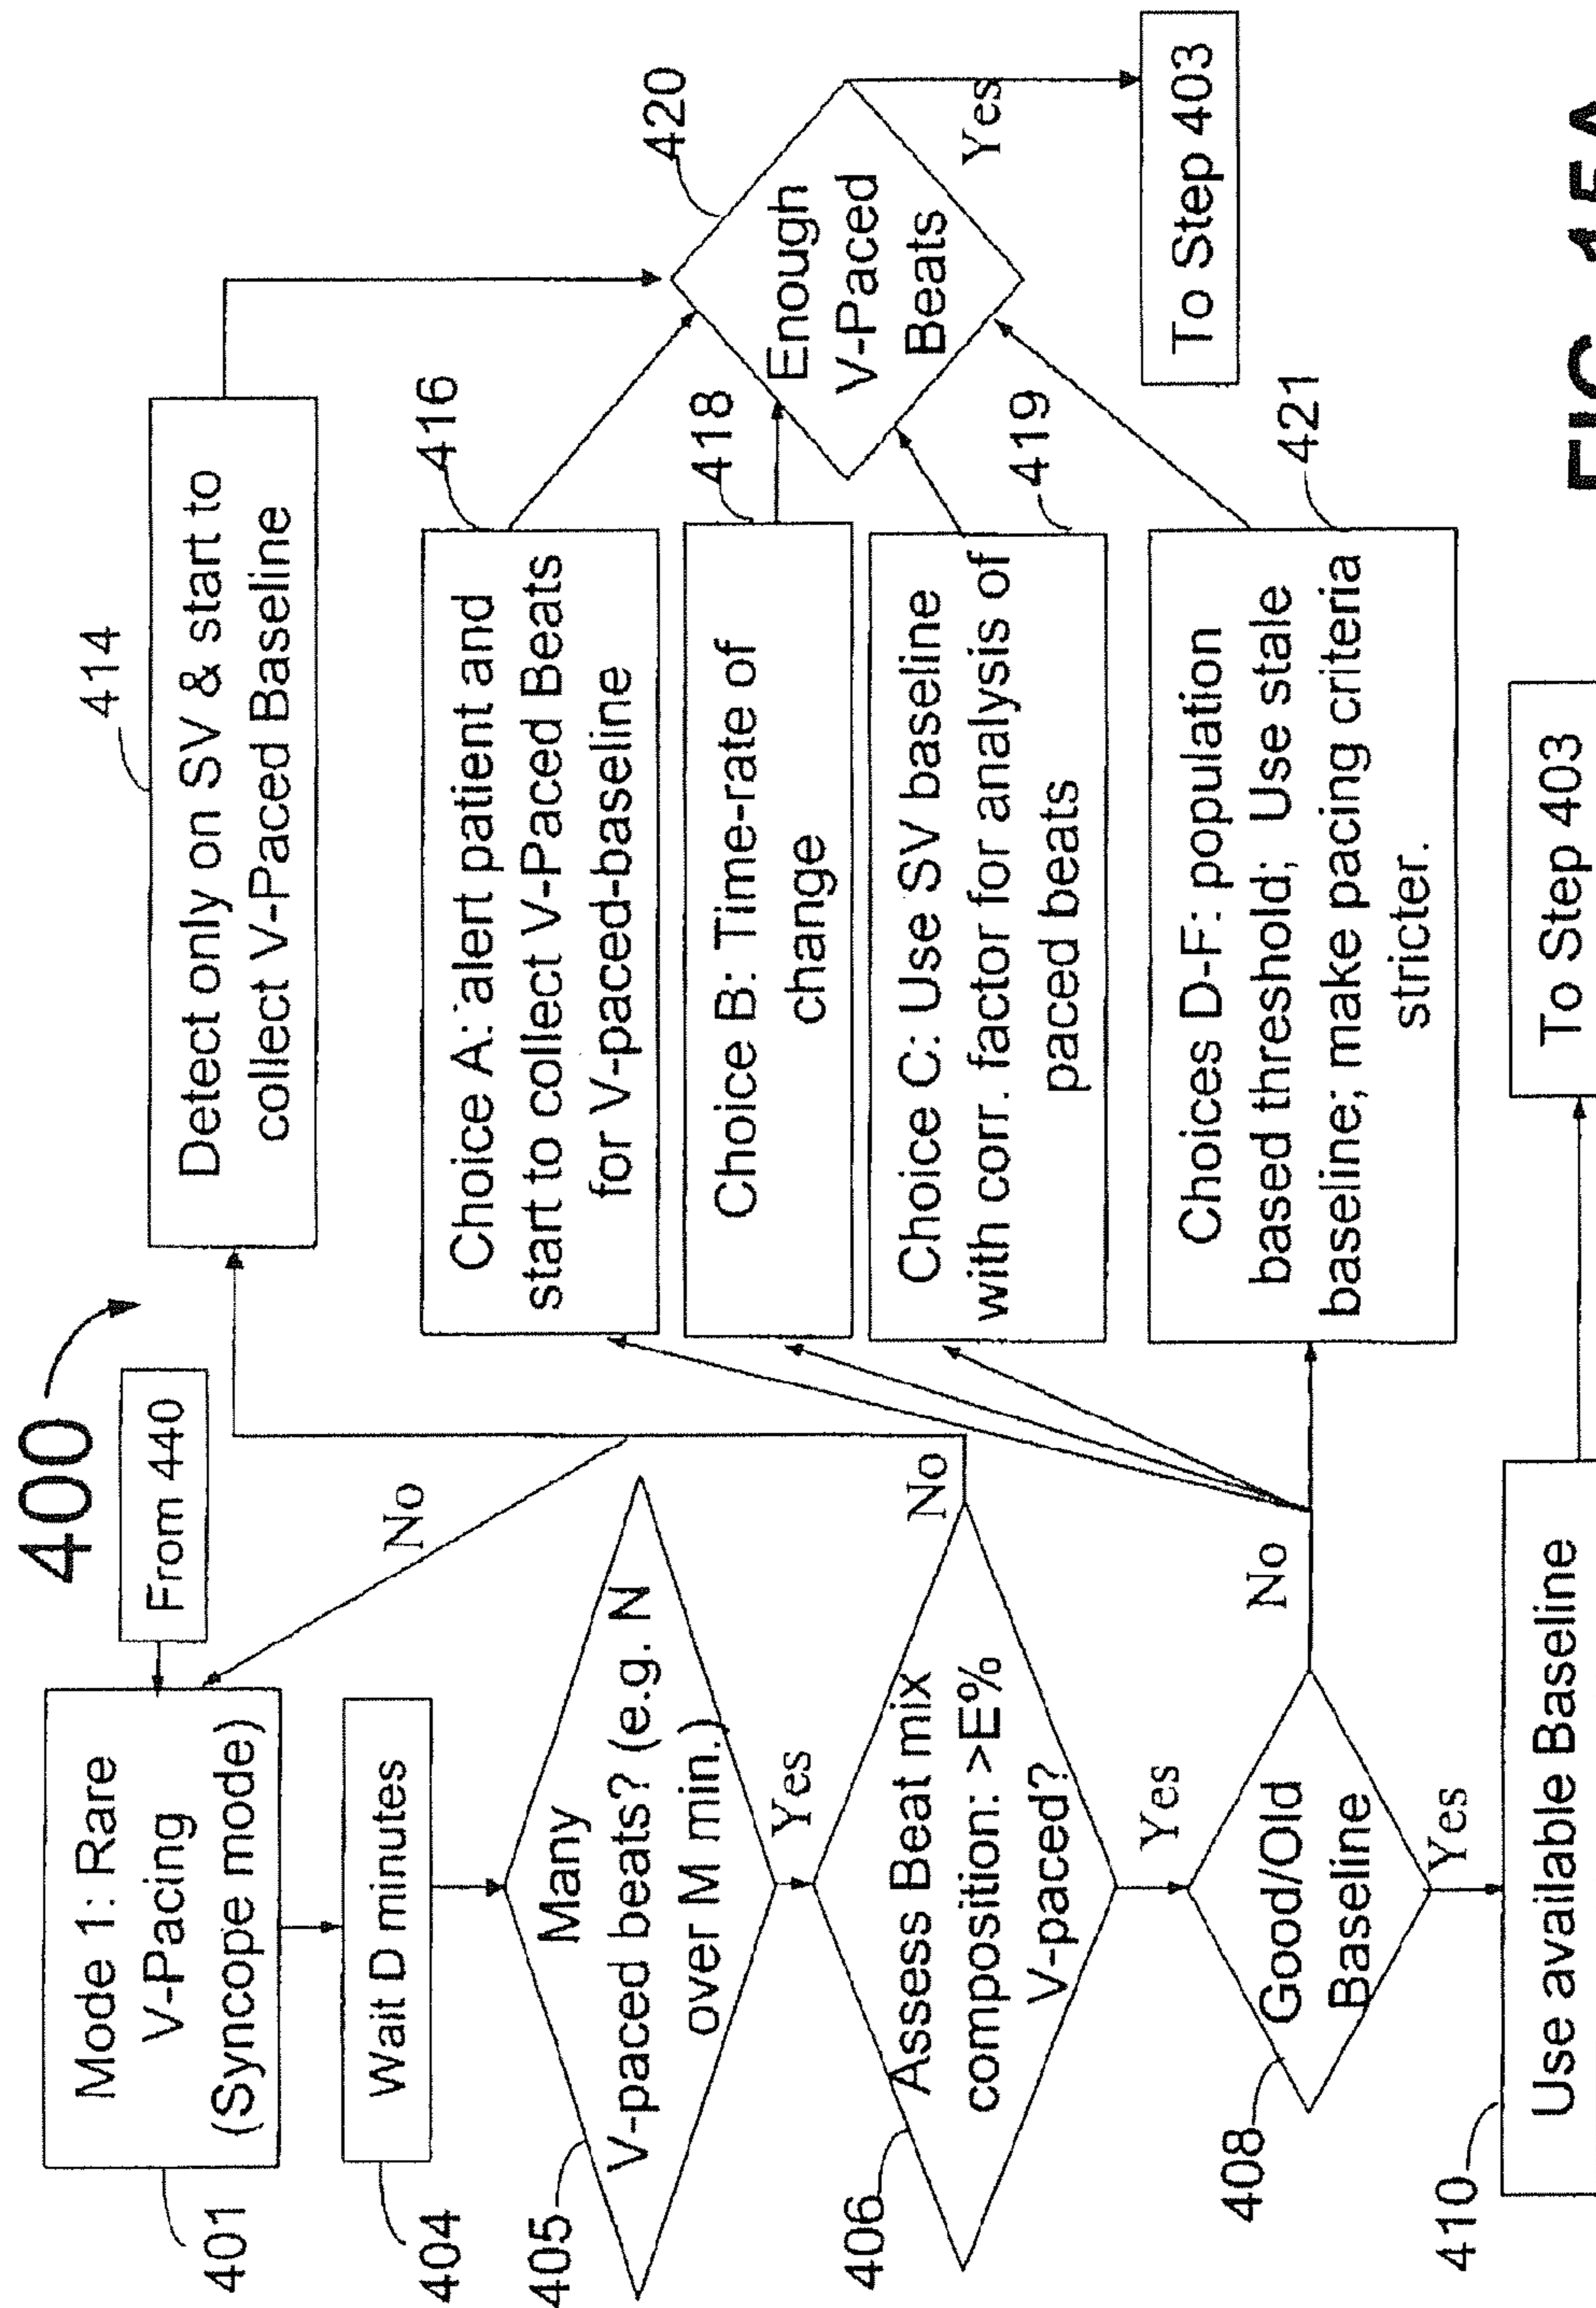 400
From 440
Mode 1: Rare
V-Pacing
(Syncope mode)
401
Wait D minutes
404
No
Many
V-paced beats? (e.g. N
over M min.)
405
Yes
Assess Beat mix
composition: >E%
V-paced?
406
No
Yes
Good/Old
Baseline
408
No
Yes
Use available Baseline
410
To Step 403
414
Detect only on SV & start to
collect V-Paced Baseline
416
Choice A: alert patient and
start to collect V-Paced Beats
for V-paced-baseline
418
Choice B: Time-rate of
change
Choice C: Use SV baseline
with corr. factor for analysis of
paced beats
419
Choices D-F: population
based threshold; Use stale
baseline; make pacing criteria
stricter.
421
420
Enough
V-Paced
Beats
Yes
To Step 403
FIG. 15A